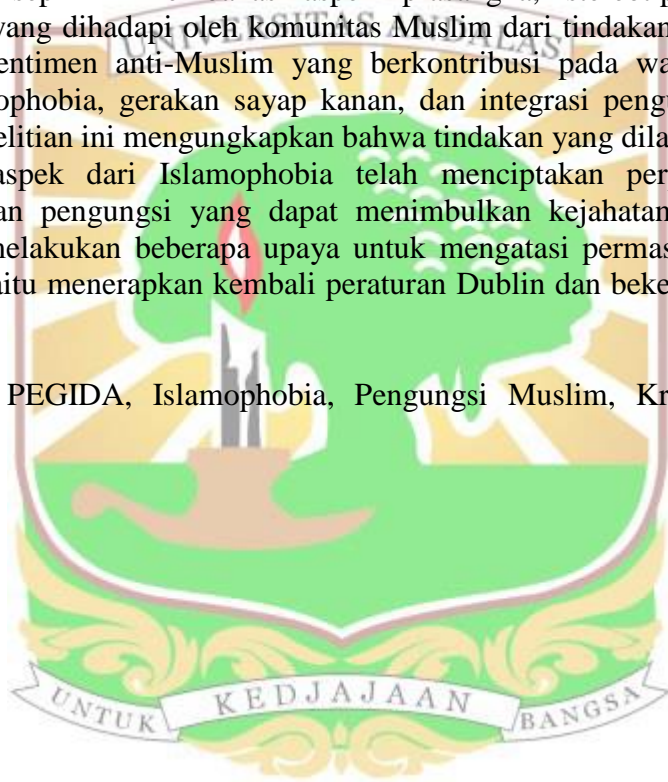 yang dihadapi oleh komunitas Muslim dari tindakan
UNIVERSITAS ANDALAS
entimen anti-Muslim yang berkontribusi pada wa
ophobia, gerakan sayap kanan, dan integrasi pengu
elitian ini mengungkapkan bahwa tindakan yang dila
aspek dari Islamophobia telah menciptakan per
an pengungsi yang dapat menimbulkan kejahatan
melakukan beberapa upaya untuk mengatasi permas
aitu menerapkan kembali peraturan Dublin dan beke
PEGIDA, Islamophobia, Pengungsi Muslim, Kr
UNTUK KEDJAJAAN BANGSA